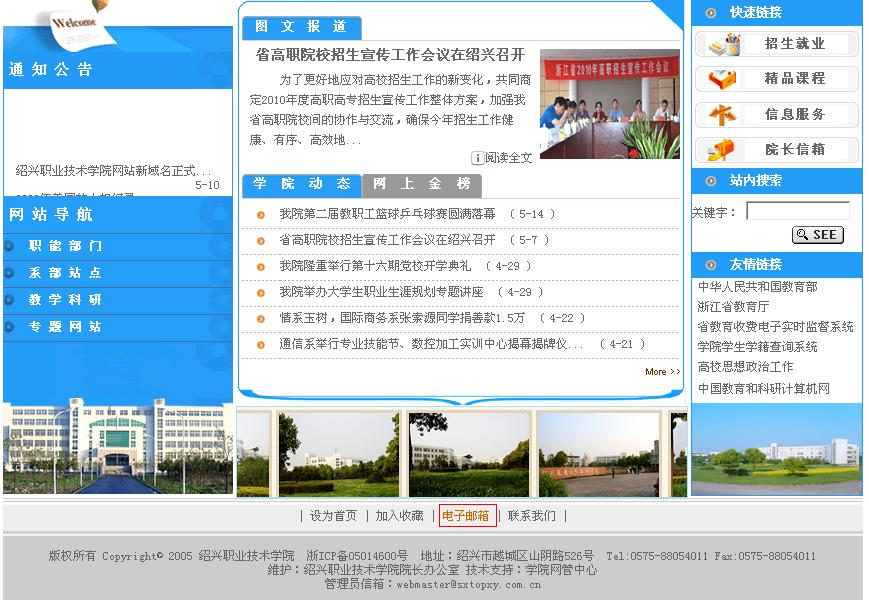 Welcome
通知公告
绍兴职业技术学院网站新域名正式...
5-10
网站导航
职能部门
系部站点
教学科研
专题网站
图文报道
省高职院校招生宣传工作会议在绍兴召开
为了更好地应对高校招生工作的新变化，共同商
定2010年度高职高专招生宣传工作整体方案，加强我
省高职院校间的协作与交流，确保今年招生工作健
康、有序、高效地...
阅读全文
浙江省2010年高职招生宣传工作会议
学院动态 网上金榜
我院第二届教职工篮球乒乓球赛圆满落幕 （ 5-14 ）
省高职院校招生宣传工作会议在绍兴召开 （ 5-7 ）
我院隆重举行第十六期党校开学典礼 （ 4-29 ）
我院举办大学生职业生涯规划专题讲座 （ 4-29 ）
情系玉树，国际商务系张索源同学捐善款1.5万 （ 4-22 ）
通信系举行专业技能节、数控加工实训中心揭幕揭牌仪... （ 4-21 ）
More >>
快速链接
招生就业
精品课程
信息服务
院长信箱
站内搜索
关键字：
SEE
友情链接
中华人民共和国教育部
浙江省教育厅
省教育收费电子实时监督系统
学院学生学籍查询系统
高校思想政治工作
中国教育和科研计算机网
| 设为首页 | 加入收藏 | 电子邮箱 | 联系我们 |
版权所有 Copyright© 2005 绍兴职业技术学院 浙ICP备05014600号 地址：绍兴市越城区山阴路526号 Tel:0575-88054011 Fax:0575-88054011
维护：绍兴职业技术学院院长办公室 技术支持：学院网管中心
管理员信箱：webmaster@sxtopxy.com.cn